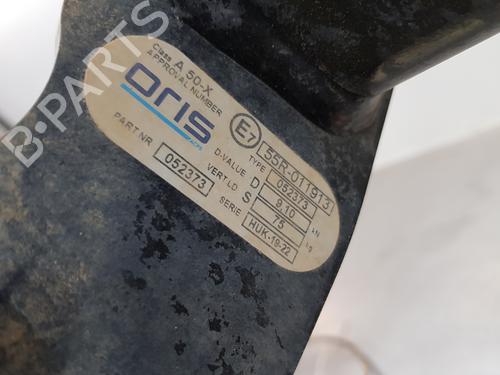 B-PARTS
Class A 50-X
APPROVAL NUMBER
oris
E7
55R-011913
TYPE
052373
D-VALUE
D
9.10
kN
VERT.LD
S
75
kg
SERIE
HUK-19-22
PART.NR
052373